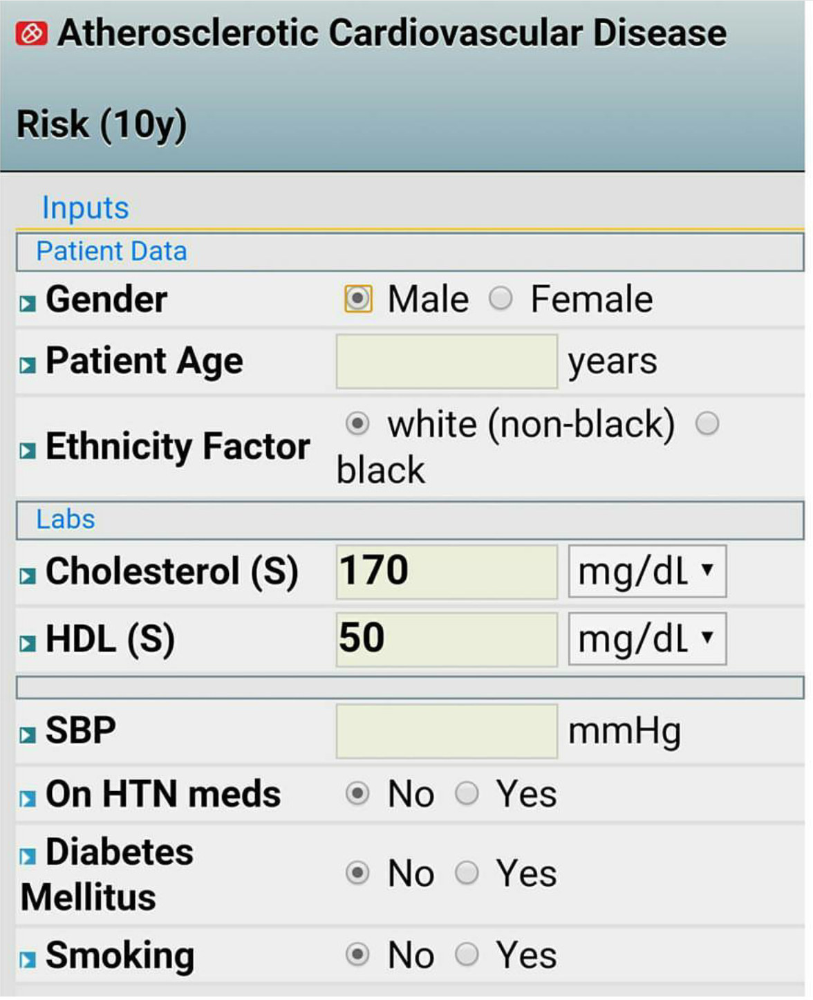 Atherosclerotic Cardiovascular Disease
Risk (10y)
Inputs
Patient Data
Gender Male Female
Patient Age years
Ethnicity Factor white (non-black)
black
Labs
Cholesterol (S) 170 mg/dL
HDL (S) 50 mg/dL
SBP mmHg
On HTN meds No Yes
Diabetes
Mellitus No Yes
Smoking No Yes